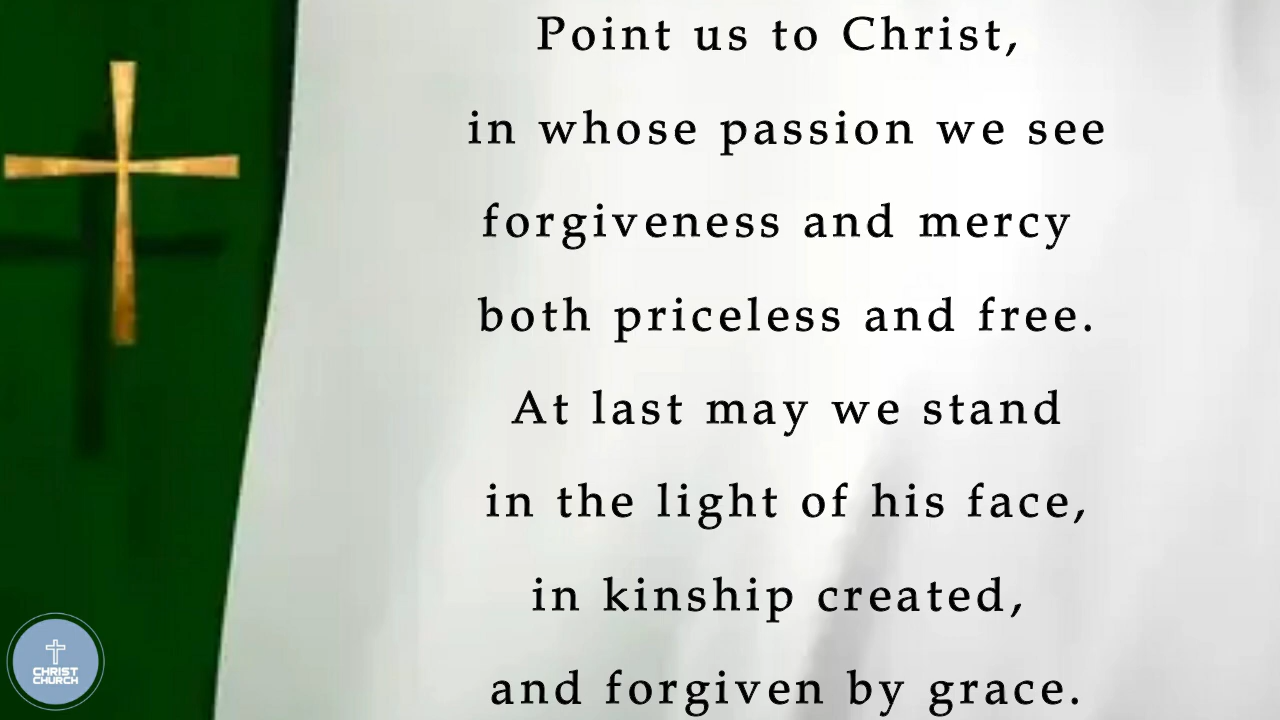 Point us to Christ,
in whose passion we see
forgiveness and mercy
both priceless and free.
At last may we stand
in the light of his face,
in kinship created,
and forgiven by grace.
CHRIST
CHURCH